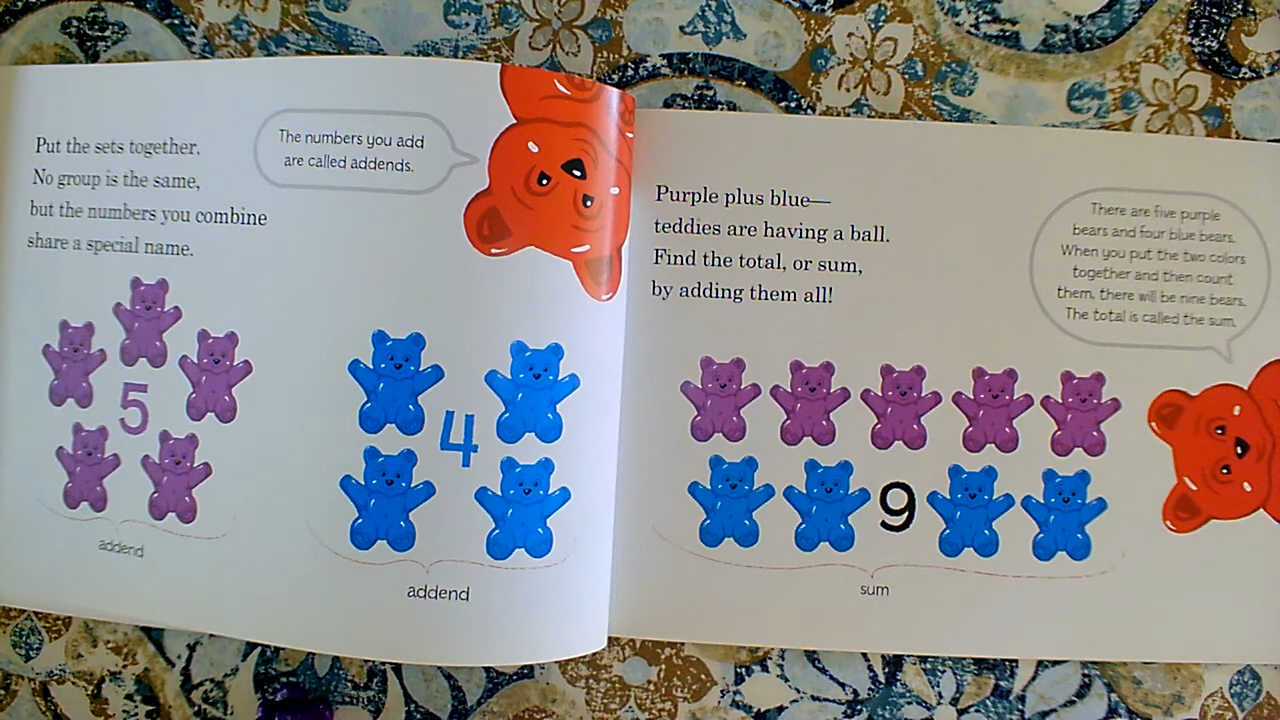 Put the sets together.
No group is the same,
but the numbers you combine
share a special name.
The numbers you add
are called addends.
5
4
addend
addend
Purple plus blue—
teddies are having a ball.
Find the total, or sum,
by adding them all!
There are five purple
bears and four blue bears.
When you put the two colors
together and then count
them, there will be nine bears.
The total is called the sum.
9
sum